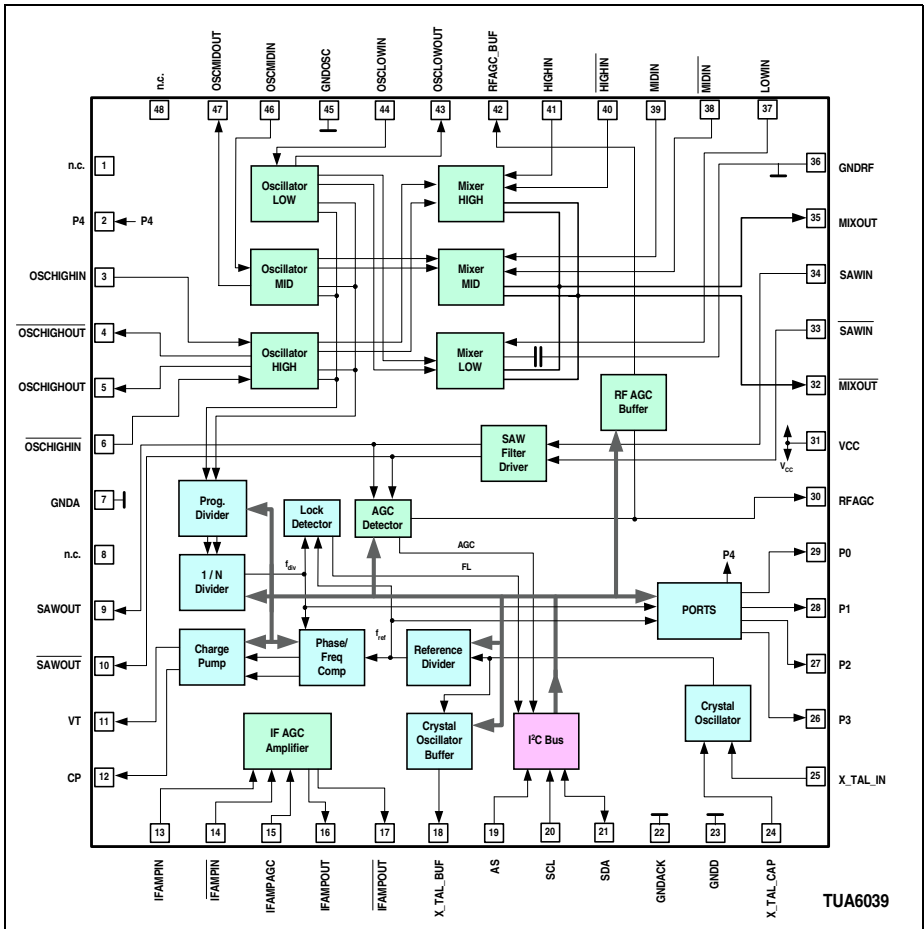 n.c.
OSCMIDOUT
OSCMIDIN
GNDOSC
OSCLOWIN
OSCLOWOUT
RFAGC_BUF
HIGHIN
HIGHIN
MIDIN
MIDIN
LOWIN
48
47
46
45
44
43
42
41
40
39
38
37
n.c.
1
P4
2
P4
OSCHIGHIN
3
OSCHIGHOUT
4
OSCHIGHOUT
5
OSCHIGHIN
6
GNDA
7
n.c.
8
SAWOUT
9
SAWOUT
10
VT
11
CP
12
Oscillator
LOW
Mixer
HIGH
Oscillator
MID
Mixer
MID
Oscillator
HIGH
Mixer
LOW
RF AGC
Buffer
SAW
Filter
Driver
Prog.
Divider
Lock
Detector
AGC
Detector
AGC
FL
1 / N
Divider
fdiv
P4
PORTS
Charge
Pump
Phase/
Freq
Comp
fref
Reference
Divider
Crystal
Oscillator
IF AGC
Amplifier
Crystal
Oscillator
Buffer
I²C Bus
36
GNDRF
35
MIXOUT
34
SAWIN
33
SAWIN
32
MIXOUT
31
VCC
VCC
30
RFAGC
29
P0
28
P1
27
P2
26
P3
25
X_TAL_IN
13
14
15
16
17
18
19
20
21
22
23
24
IFAMPIN
IFAMPIN
IFAMPAGC
IFAMPOUT
IFAMPOUT
X_TAL_BUF
AS
SCL
SDA
GNDACK
GNDD
X_TAL_CAP
TUA6039